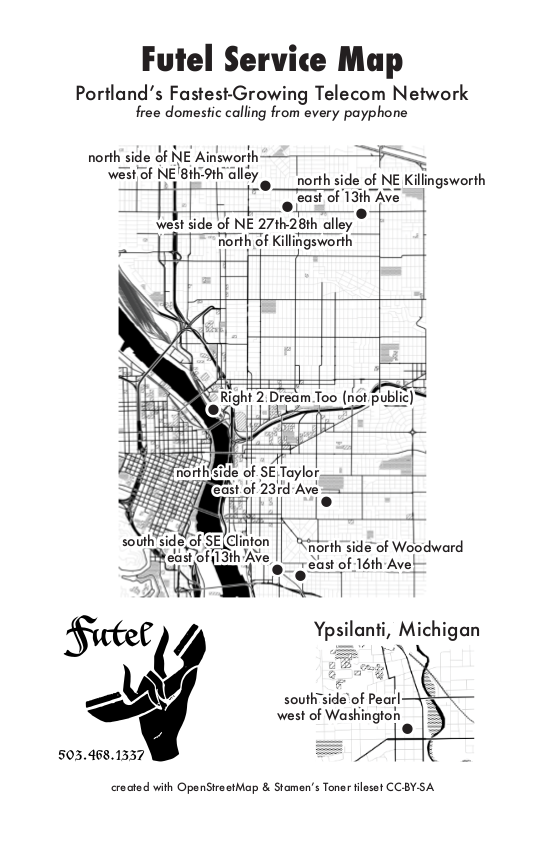 Futel Service Map
Portland's Fastest-Growing Telecom Network
free domestic calling from every payphone
north side of NE Ainsworth
west of NE 8th-9th alley
north side of NE Killingsworth
east of 13th Ave
west side of NE 27th-28th alley
north of Killingsworth
Right 2 Dream Too (not public)
north side of SE Taylor
east of 23rd Ave
south side of SE Clinton
east of 13th Ave
north side of Woodward
east of 16th Ave
Futel
503.468.1337
Ypsilanti, Michigan
south side of Pearl
west of Washington
created with OpenStreetMap & Stamen's Toner tileset CC-BY-SA